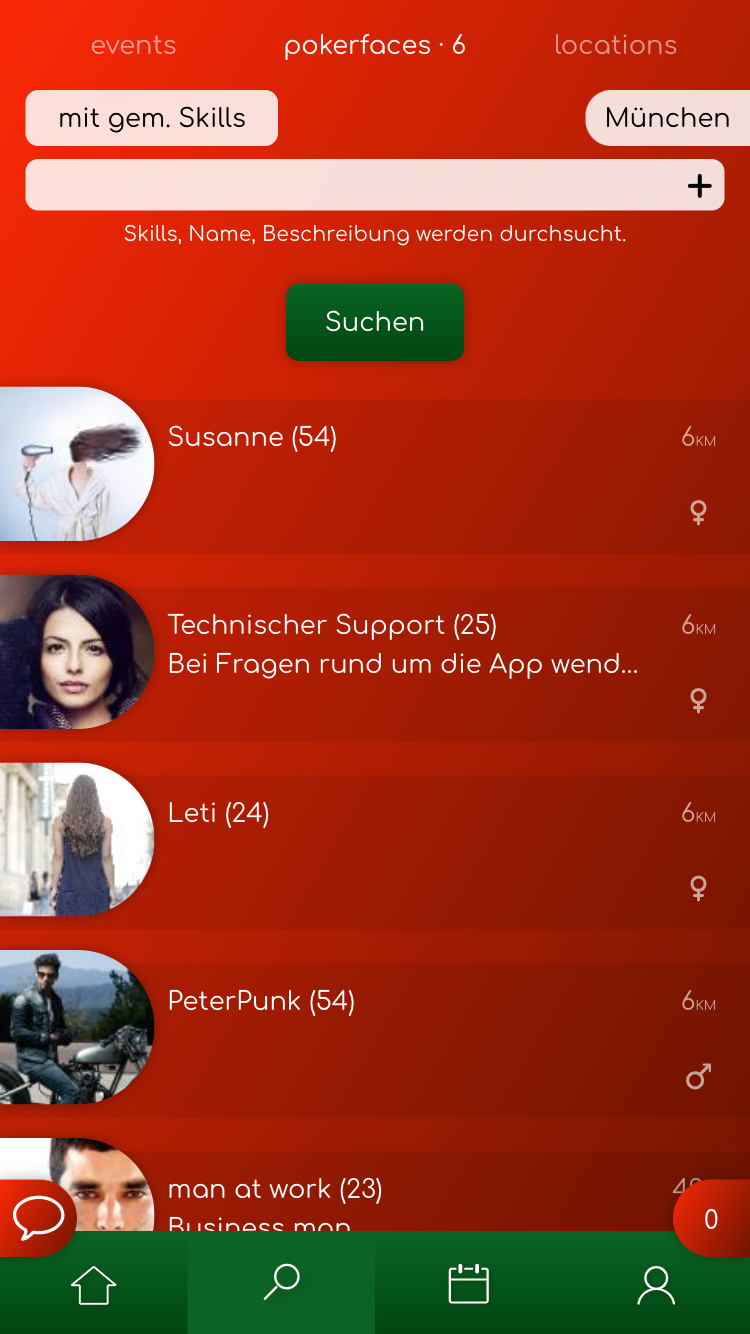 events
pokerfaces · 6
locations
mit gem. Skills
München
+
Skills, Name, Beschreibung werden durchsucht.
Suchen
Susanne (54)
6KM
Technischer Support (25)
6KM
Bei Fragen rund um die App wend...
Leti (24)
6KM
PeterPunk (54)
6KM
man at work (23)
Business man
0